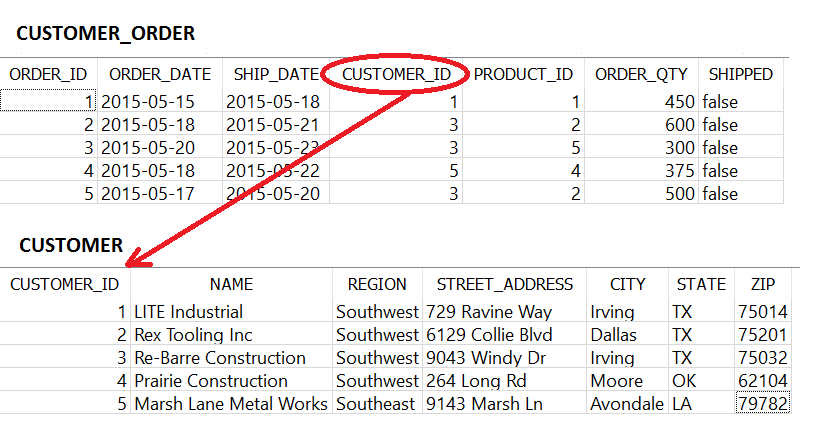 CUSTOMER_ORDER
ORDER_ID ORDER_DATE SHIP_DATE CUSTOMER_ID PRODUCT_ID ORDER_QTY SHIPPED
1 2015-05-15 2015-05-18 1 1 450 false
2 2015-05-18 2015-05-21 3 2 600 false
3 2015-05-20 2015-05-23 3 5 300 false
4 2015-05-18 2015-05-22 5 4 375 false
5 2015-05-17 2015-05-20 3 2 500 false
CUSTOMER
CUSTOMER_ID NAME REGION STREET_ADDRESS CITY STATE ZIP
1 LITE Industrial Southwest 729 Ravine Way Irving TX 75014
2 Rex Tooling Inc Southwest 6129 Collie Blvd Dallas TX 75201
3 Re-Barre Construction Southwest 9043 Windy Dr Irving TX 75032
4 Prairie Construction Southwest 264 Long Rd Moore OK 62104
5 Marsh Lane Metal Works Southeast 9143 Marsh Ln Avondale LA 79782